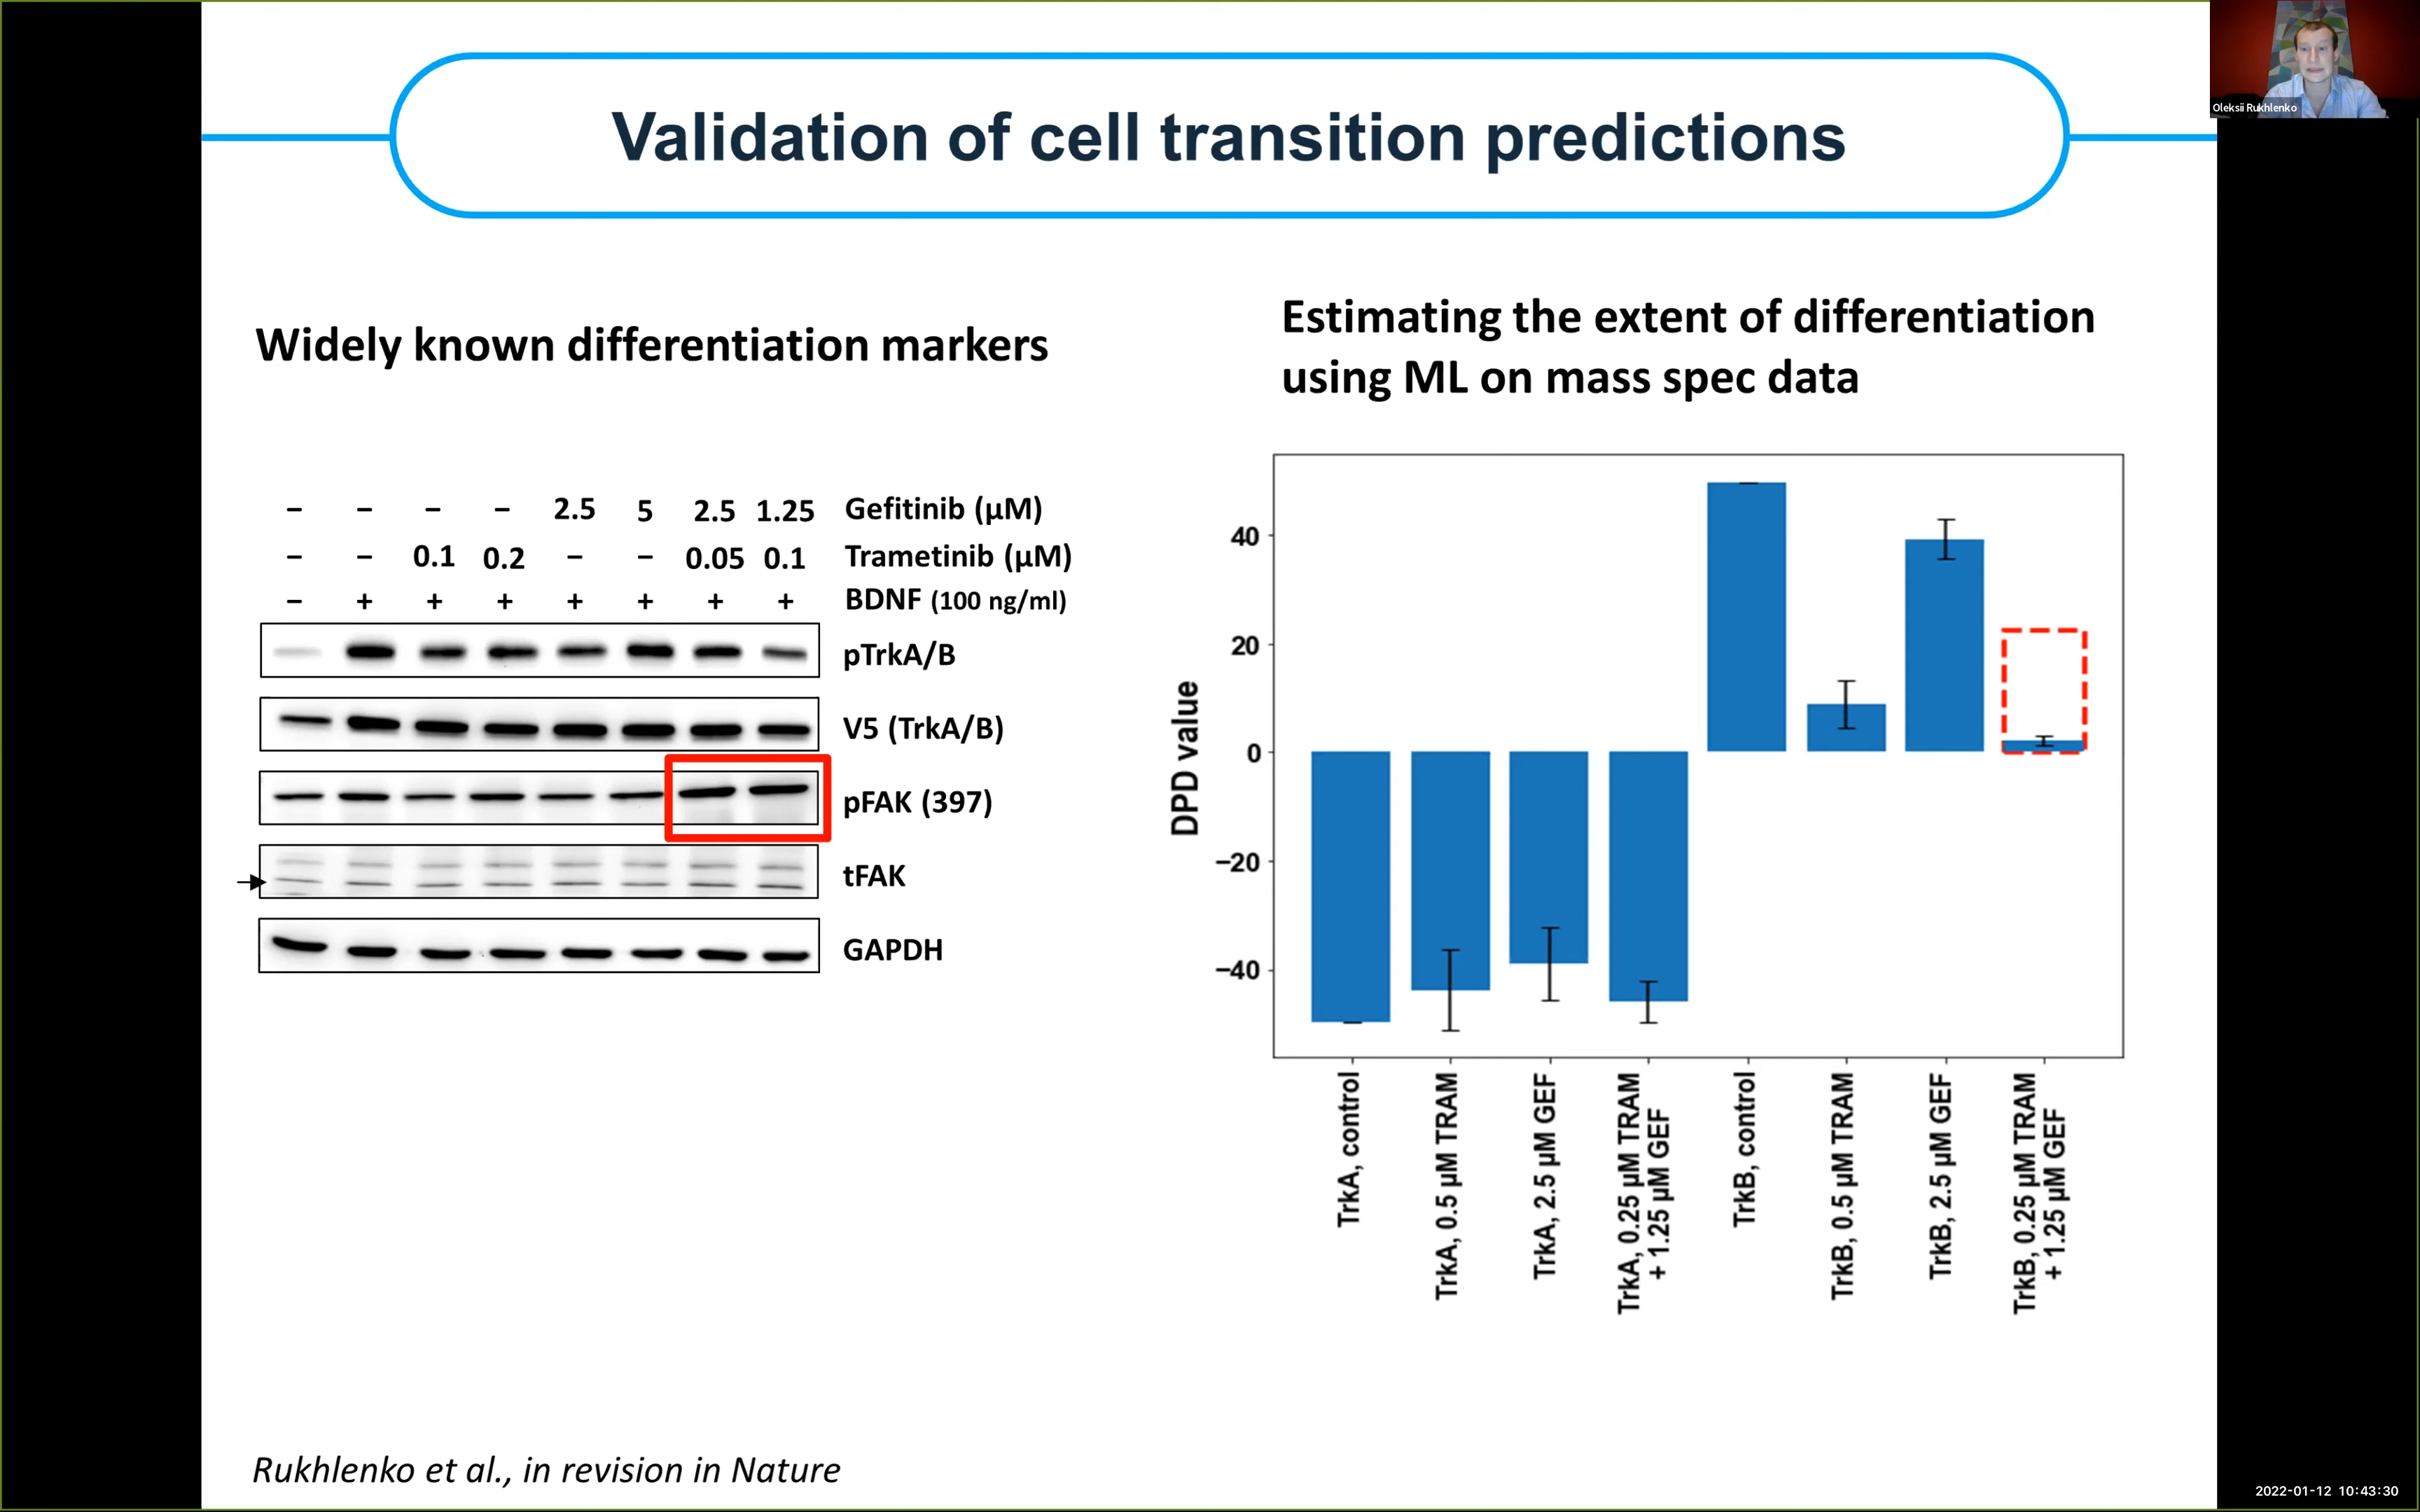 Oleksii Rukhlenko
Validation of cell transition predictions
Widely known differentiation markers
– – – – 2.5 5 2.5 1.25 Gefitinib (µM)
– – 0.1 0.2 – – 0.05 0.1 Trametinib (µM)
– + + + + + + + BDNF (100 ng/ml)
pTrkA/B
V5 (TrkA/B)
pFAK (397)
tFAK
GAPDH
Estimating the extent of differentiation
using ML on mass spec data
DPD value
40
20
0
−20
−40
TrkA, control
TrkA, 0.5 µM TRAM
TrkA, 2.5 µM GEF
TrkA, 0.25 µM TRAM
+ 1.25 µM GEF
TrkB, control
TrkB, 0.5 µM TRAM
TrkB, 2.5 µM GEF
TrkB, 0.25 µM TRAM
+ 1.25 µM GEF
Rukhlenko et al., in revision in Nature
2022-01-12 10:43:30